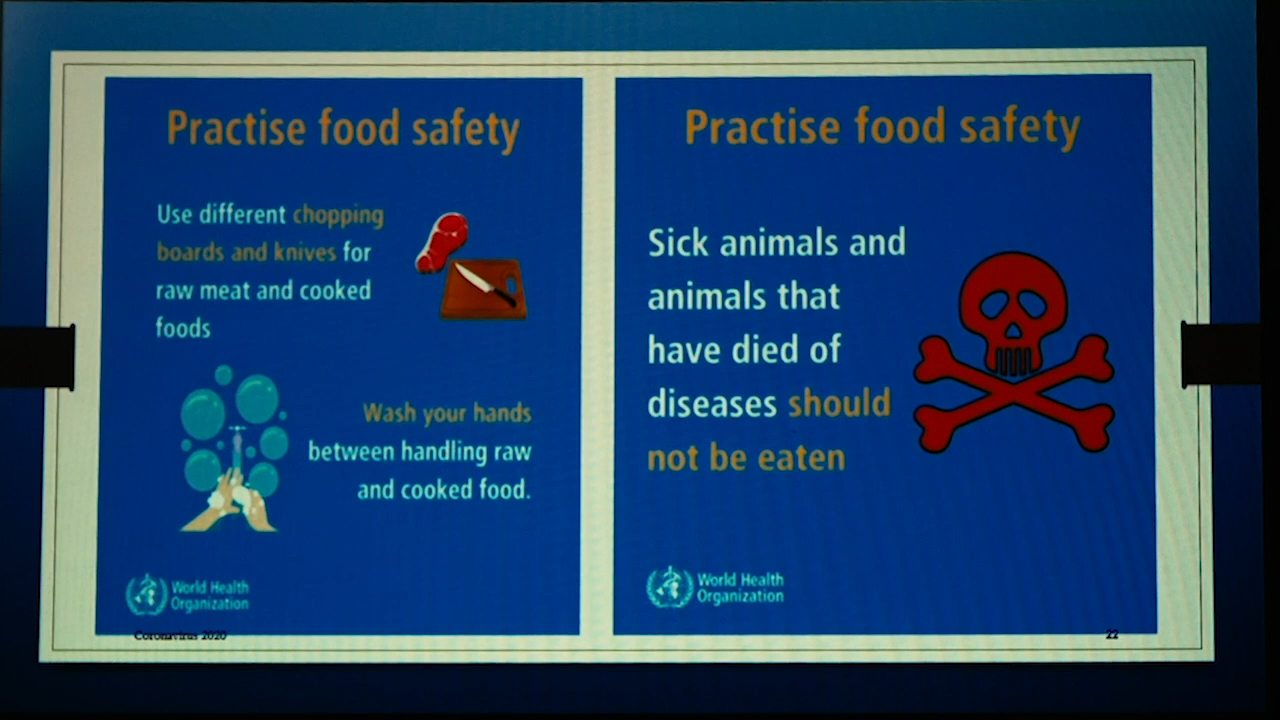 Practise food safety
Use different chopping
boards and knives for
raw meat and cooked
foods
Wash your hands
between handling raw
and cooked food.
World Health
Organization
Coronavirus 2020
Practise food safety
Sick animals and
animals that
have died of
diseases should
not be eaten
World Health
Organization
22